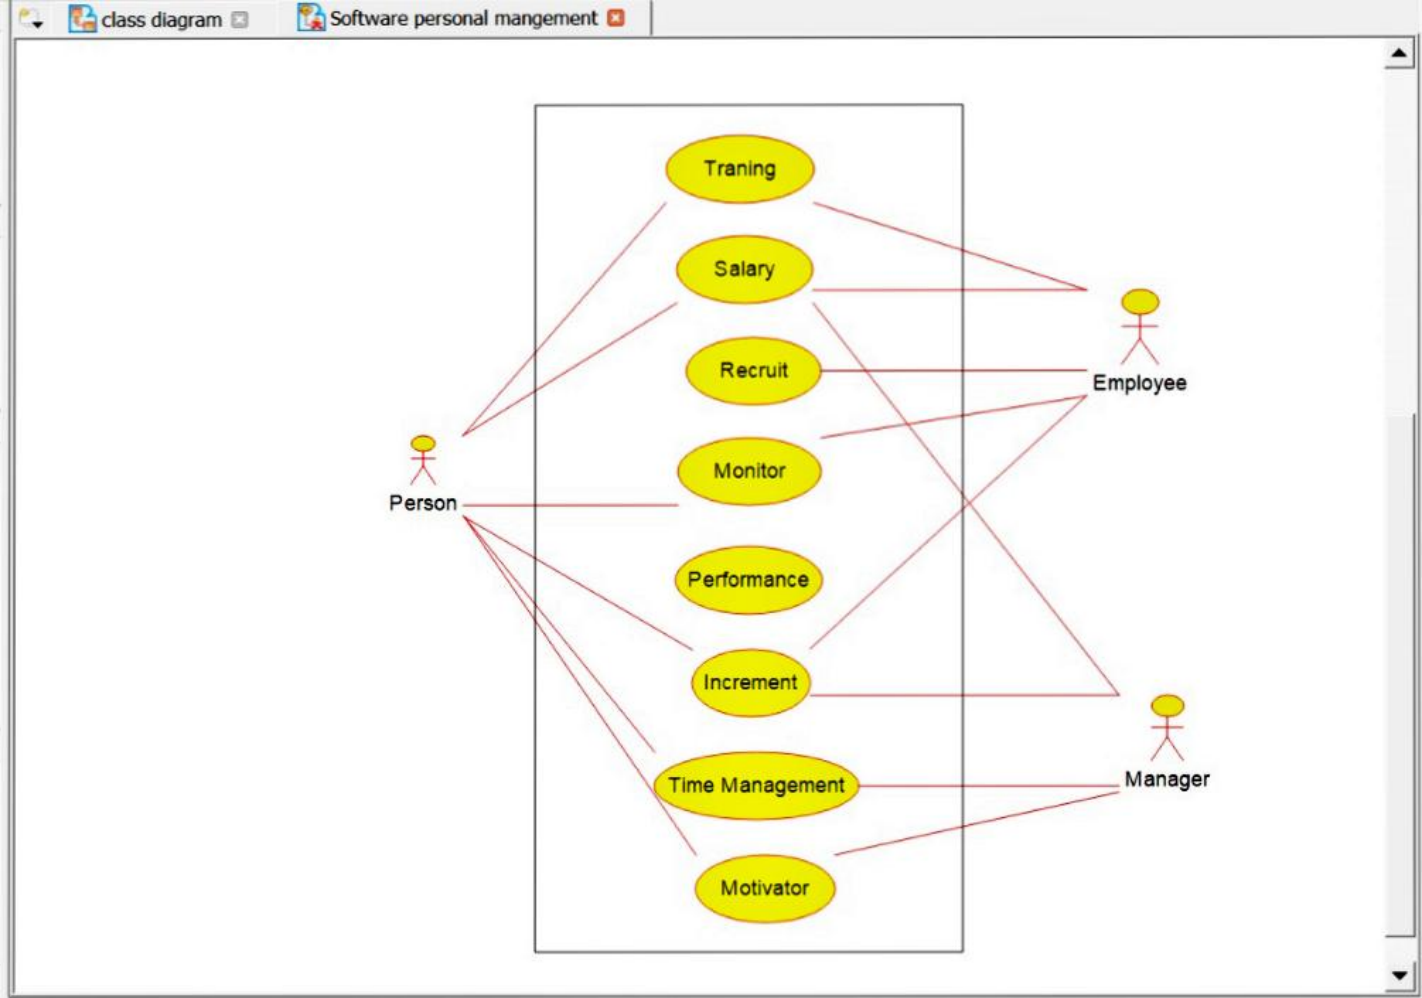 class diagram
Software personal mangement
Traning
Salary
Recruit
Employee
Monitor
Person
Performance
Increment
Time Management
Manager
Motivator